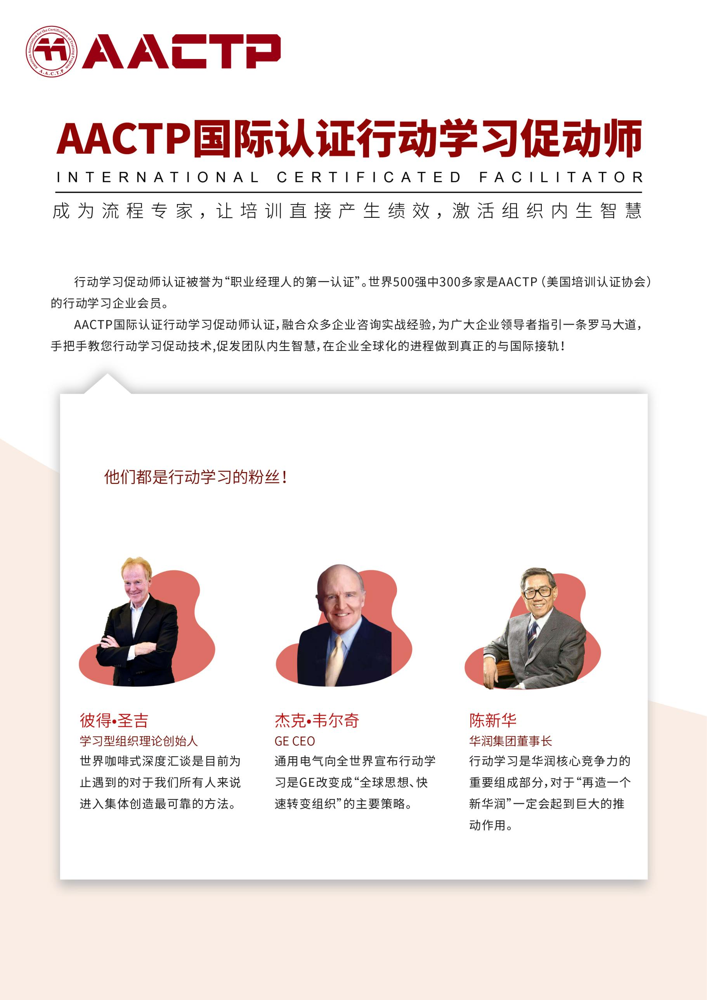 American Association for the Certification of Training Program
A.A.C.T.P
AACTP
AACTP国际认证行动学习促动师
INTERNATIONAL CERTIFICATED FACILITATOR
成为流程专家，让培训直接产生绩效，激活组织内生智慧
行动学习促动师认证被誉为“职业经理人的第一认证”。世界500强中300多家是AACTP（美国培训认证协会）
的行动学习企业会员。
AACTP国际认证行动学习促动师认证，融合众多企业咨询实战经验，为广大企业领导者指引一条罗马大道，
手把手教您行动学习促动技术,促发团队内生智慧，在企业全球化的进程做到真正的与国际接轨！
他们都是行动学习的粉丝！
彼得•圣吉
学习型组织理论创始人
世界咖啡式深度汇谈是目前为
止遇到的对于我们所有人来说
进入集体创造最可靠的方法。
杰克•韦尔奇
GE CEO
通用电气向全世界宣布行动学
习是GE改变成“全球思想、快
速转变组织”的主要策略。
陈新华
华润集团董事长
行动学习是华润核心竞争力的
重要组成部分，对于“再造一个
新华润”一定会起到巨大的推
动作用。